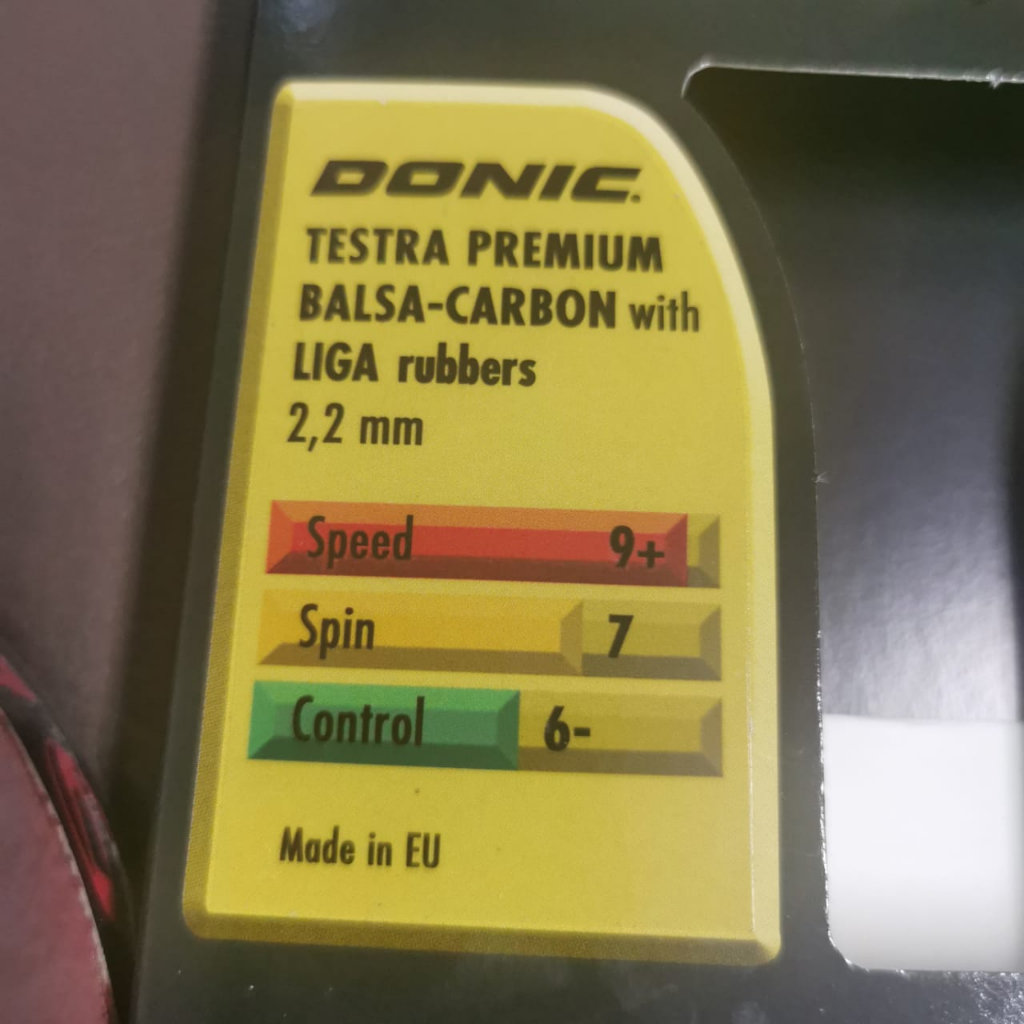 DONIC.
TESTRA PREMIUM
BALSA-CARBON with
LIGA rubbers
2,2 mm
Speed 9+
Spin 7
Control 6-
Made in EU